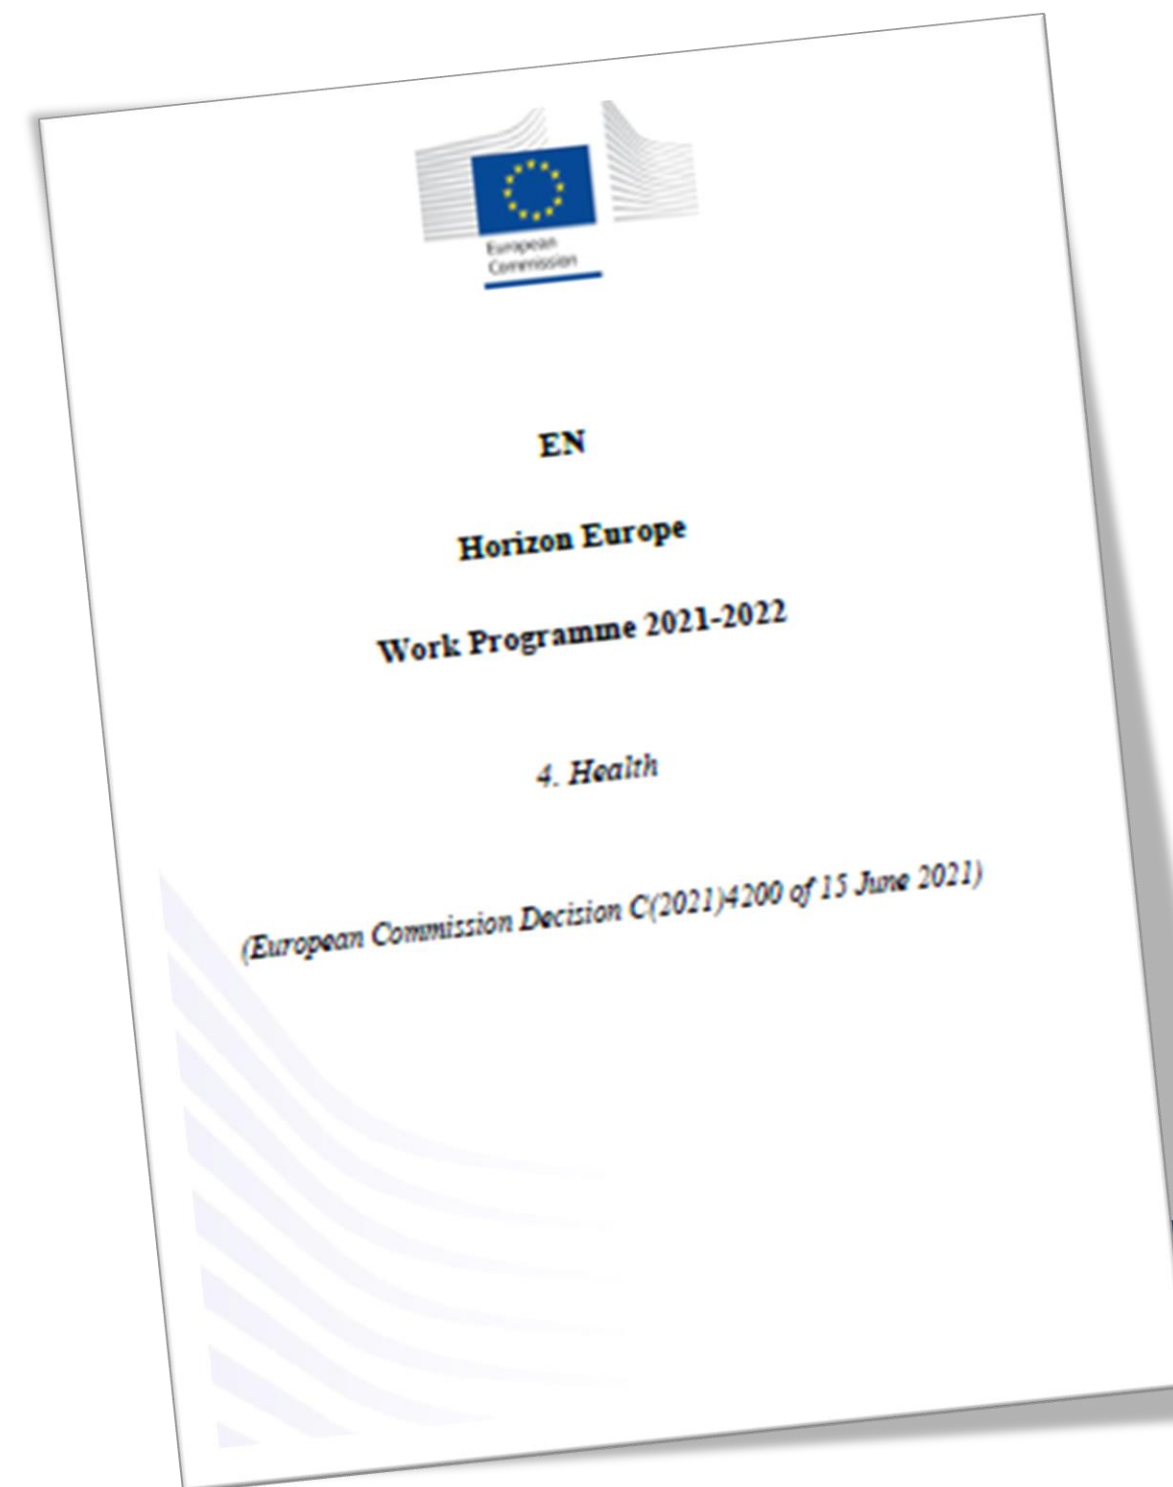 European
Commission
EN
Horizon Europe
Work Programme 2021-2022
4. Health
(European Commission Decision C(2021)4200 of 15 June 2021)